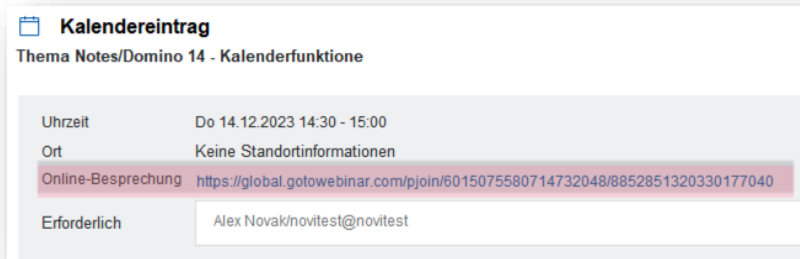 Kalendereintrag
Thema Notes/Domino 14 - Kalenderfunktione
Uhrzeit Do 14.12.2023 14:30 - 15:00
Ort Keine Standortinformationen
Online-Besprechung https://global.gotowebinar.com/pjoin/6015075580714732048/8852851320330177040
Erforderlich Alex Novak/novitest@novitest